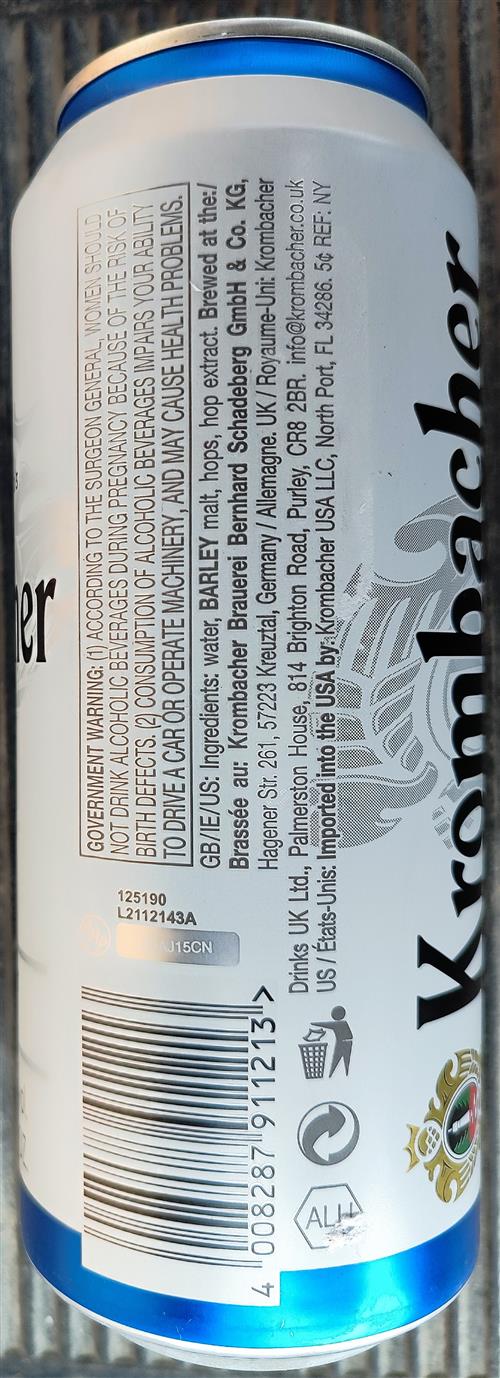 GOVERNMENT WARNING: (1) ACCORDING TO THE SURGEON GENERAL, WOMEN SHOULD
NOT DRINK ALCOHOLIC BEVERAGES DURING PREGNANCY BECAUSE OF THE RISK OF
BIRTH DEFECTS. (2) CONSUMPTION OF ALCOHOLIC BEVERAGES IMPAIRS YOUR ABILITY
TO DRIVE A CAR OR OPERATE MACHINERY, AND MAY CAUSE HEALTH PROBLEMS.
GB/IE/US: Ingredients: water, BARLEY malt, hops, hop extract. Brewed at the:/
Brassée au: Krombacher Brauerei Bernhard Schadeberg GmbH & Co. KG,
Hagener Str. 261, 57223 Kreuztal, Germany / Allemagne. UK / Royaume-Uni: Krombacher
Drinks UK Ltd., Palmerston House, 814 Brighton Road, Purley, CR8 2BR. info@krombacher.co.uk
US / États-Unis: Imported into the USA by: Krombacher USA LLC, North Port, FL 34286. 5¢ REF: NY
125190
L2112143A
AJ15CN
4 008287 911213 >
ALU
Krombacher
er